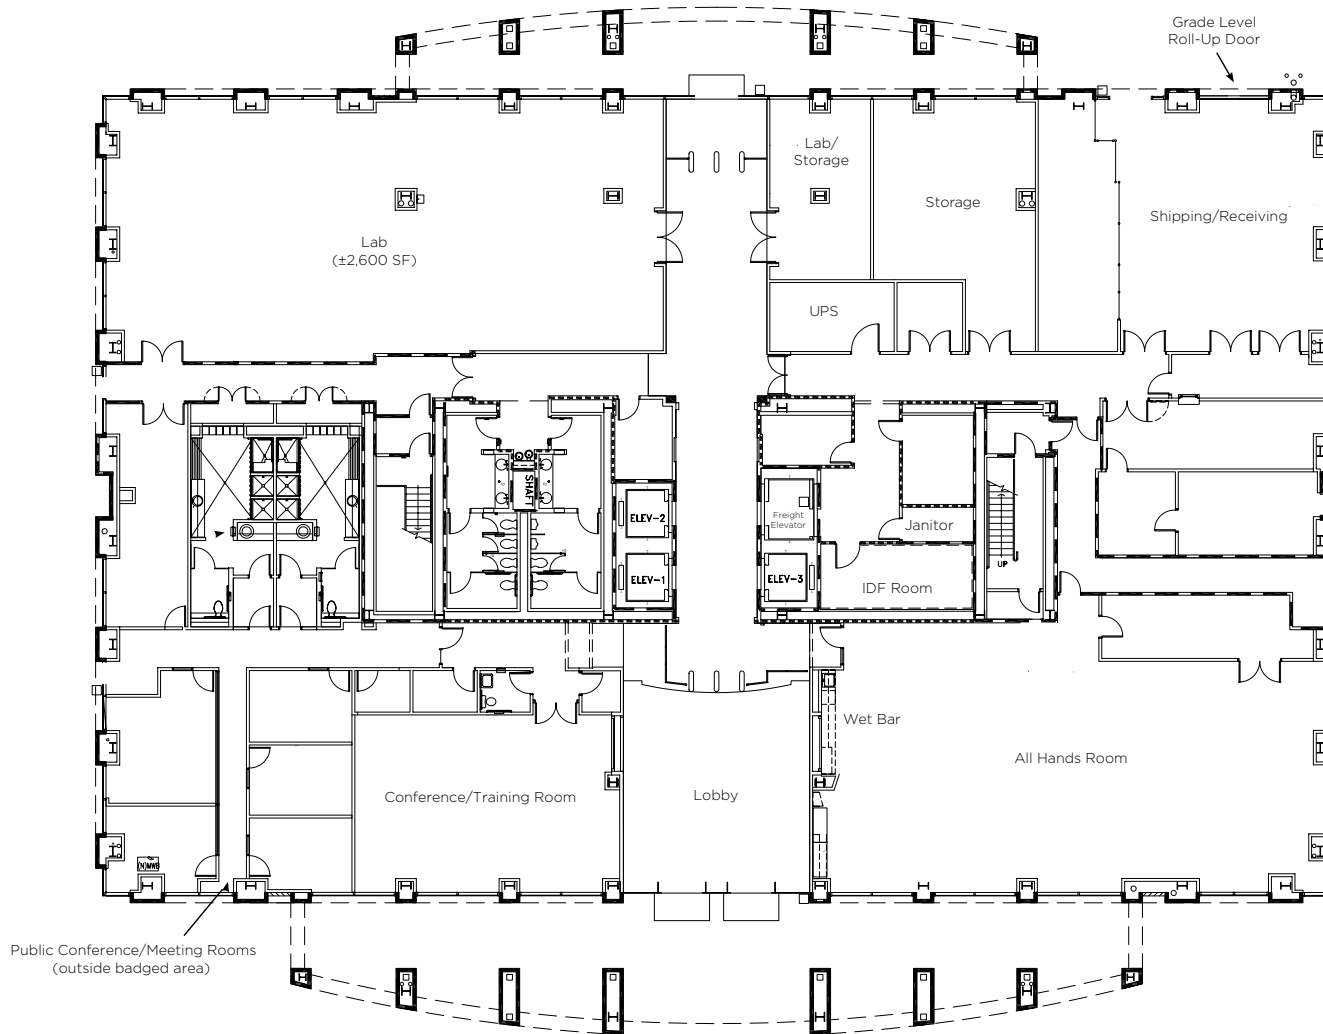 Grade Level
Roll-Up Door
Lab/
Storage
Storage
Shipping/Receiving
Lab
(±2,600 SF)
UPS
SHAFT
ELEV-2
Freight
Elevator
Janitor
ELEV-1
ELEV-3
UP
IDF Room
Wet Bar
All Hands Room
Conference/Training Room
Lobby
(N)MWB
Public Conference/Meeting Rooms
(outside badged area)